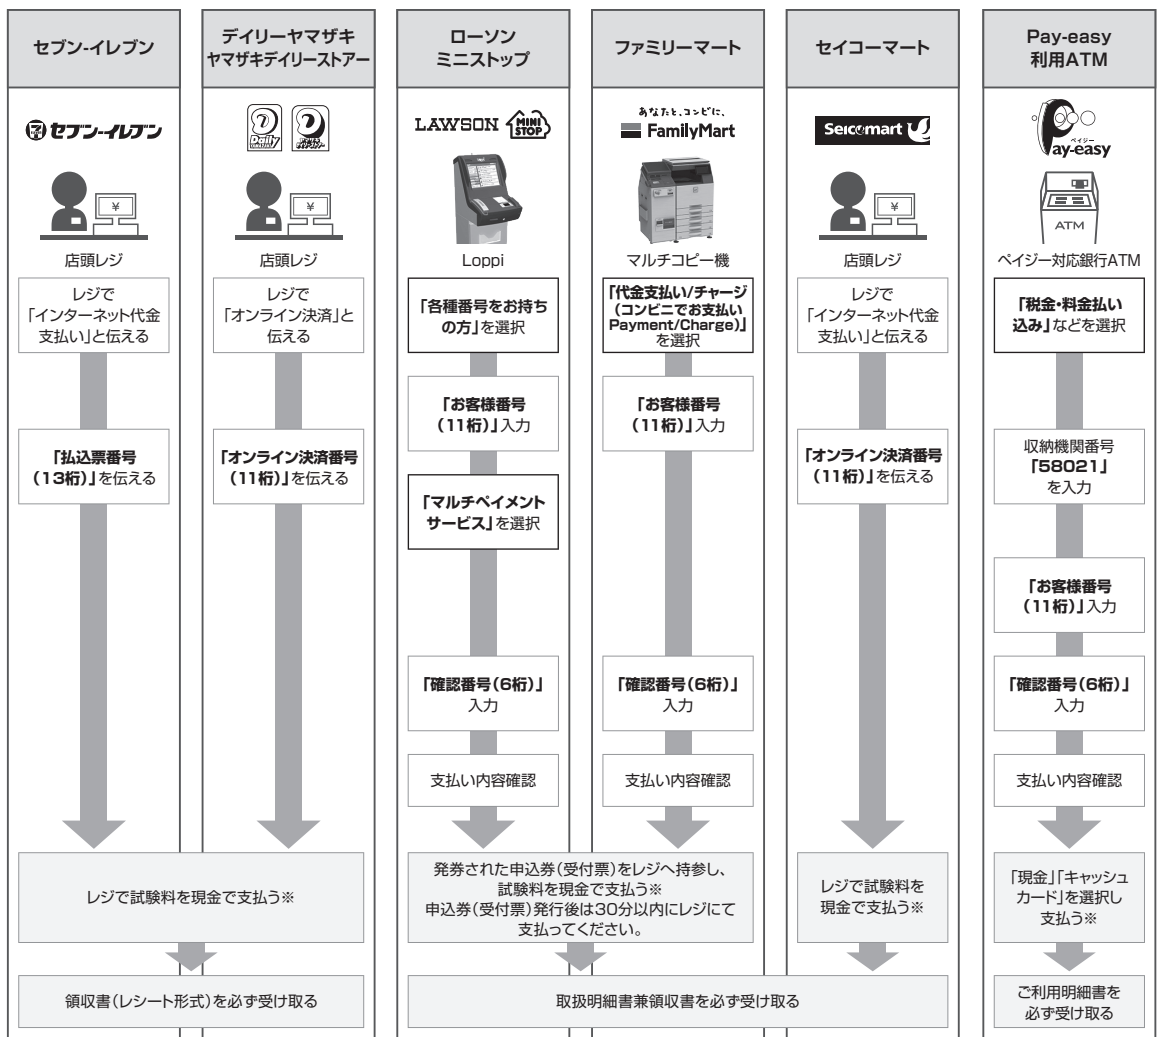 セブン-イレブン
デイリーヤマザキ
ヤマザキデイリーストアー
ローソン
ミニストップ
ファミリーマート
セイコーマート
Pay-easy
利用ATM
セブン-イレブン
Daily
LAWSON
MINI
STOP
あなたと、コンビに、
FamilyMart
Seicomart
ペイジー
Pay-easy
¥
¥
¥
ATM
店頭レジ
店頭レジ
Loppi
マルチコピー機
店頭レジ
ペイジー対応銀行ATM
レジで
「インターネット代金
支払い」と伝える
レジで
「オンライン決済」と
伝える
「各種番号をお持ち
の方」を選択
「代金支払い/チャージ
(コンビニでお支払い
Payment/Charge)」
を選択
レジで
「インターネット代金
支払い」と伝える
「税金・料金払い
込み」などを選択
「お客様番号
(11桁)」入力
「お客様番号
(11桁)」入力
「払込票番号
(13桁)」を伝える
「オンライン決済番号
(11桁)」を伝える
「マルチペイメント
サービス」を選択
「オンライン決済番号
(11桁)」を伝える
収納機関番号
「58021」
を入力
「お客様番号
(11桁)」入力
「確認番号(6桁)」
入力
「確認番号(6桁)」
入力
「確認番号(6桁)」
入力
支払い内容確認
支払い内容確認
支払い内容確認
レジで試験料を現金で支払う※
発券された申込券(受付票)をレジへ持参し、
試験料を現金で支払う※
申込券(受付票)発行後は30分以内にレジにて
支払ってください。
レジで試験料を
現金で支払う※
「現金」「キャッシュ
カード」を選択し
支払う※
領収書(レシート形式)を必ず受け取る
取扱明細書兼領収書を必ず受け取る
ご利用明細書を
必ず受け取る